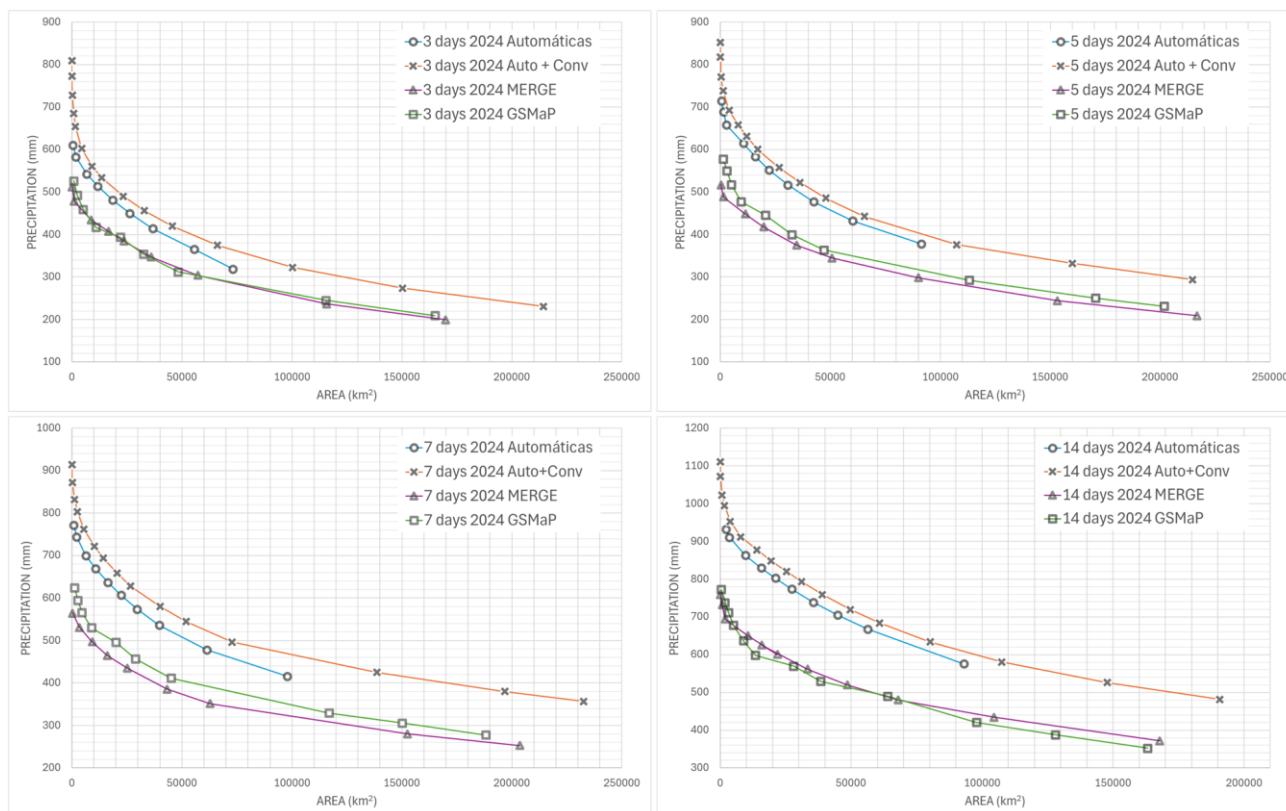 900
800
700
600
500
400
300
200
100
PRECIPITATION (mm)
3 days 2024 Automáticas
3 days 2024 Auto + Conv
3 days 2024 MERGE
3 days 2024 GSMaP
0 50000 100000 150000 200000 250000
AREA (km²)
900
800
700
600
500
400
300
200
100
PRECIPITATION (mm)
5 days 2024 Automáticas
5 days 2024 Auto + Conv
5 days 2024 MERGE
5 days 2024 GSMaP
0 50000 100000 150000 200000 250000
AREA (km²)
1000
900
800
700
600
500
400
300
200
PRECIPITATION (mm)
7 days 2024 Automáticas
7 days 2024 Auto+Conv
7 days 2024 MERGE
7 days 2024 GSMaP
0 50000 100000 150000 200000 250000
AREA (km²)
1200
1100
1000
900
800
700
600
500
400
300
PRECIPITATION (mm)
14 days 2024 Automáticas
14 days 2024 Auto+Conv
14 days 2024 MERGE
14 days 2024 GSMaP
0 50000 100000 150000 200000
AREA (km²)